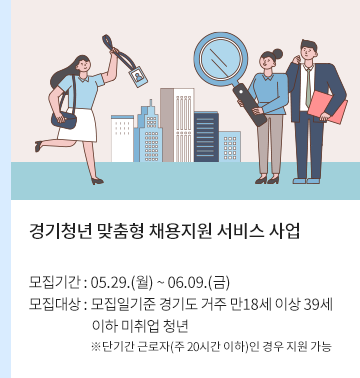 경기청년 맞춤형 채용지원 서비스 사업
모집기간 : 05.29.(월) ~ 06.09.(금)
모집대상 : 모집일기준 경기도 거주 만18세 이상 39세
이하 미취업 청년
※단기간 근로자(주 20시간 이하)인 경우 지원 가능